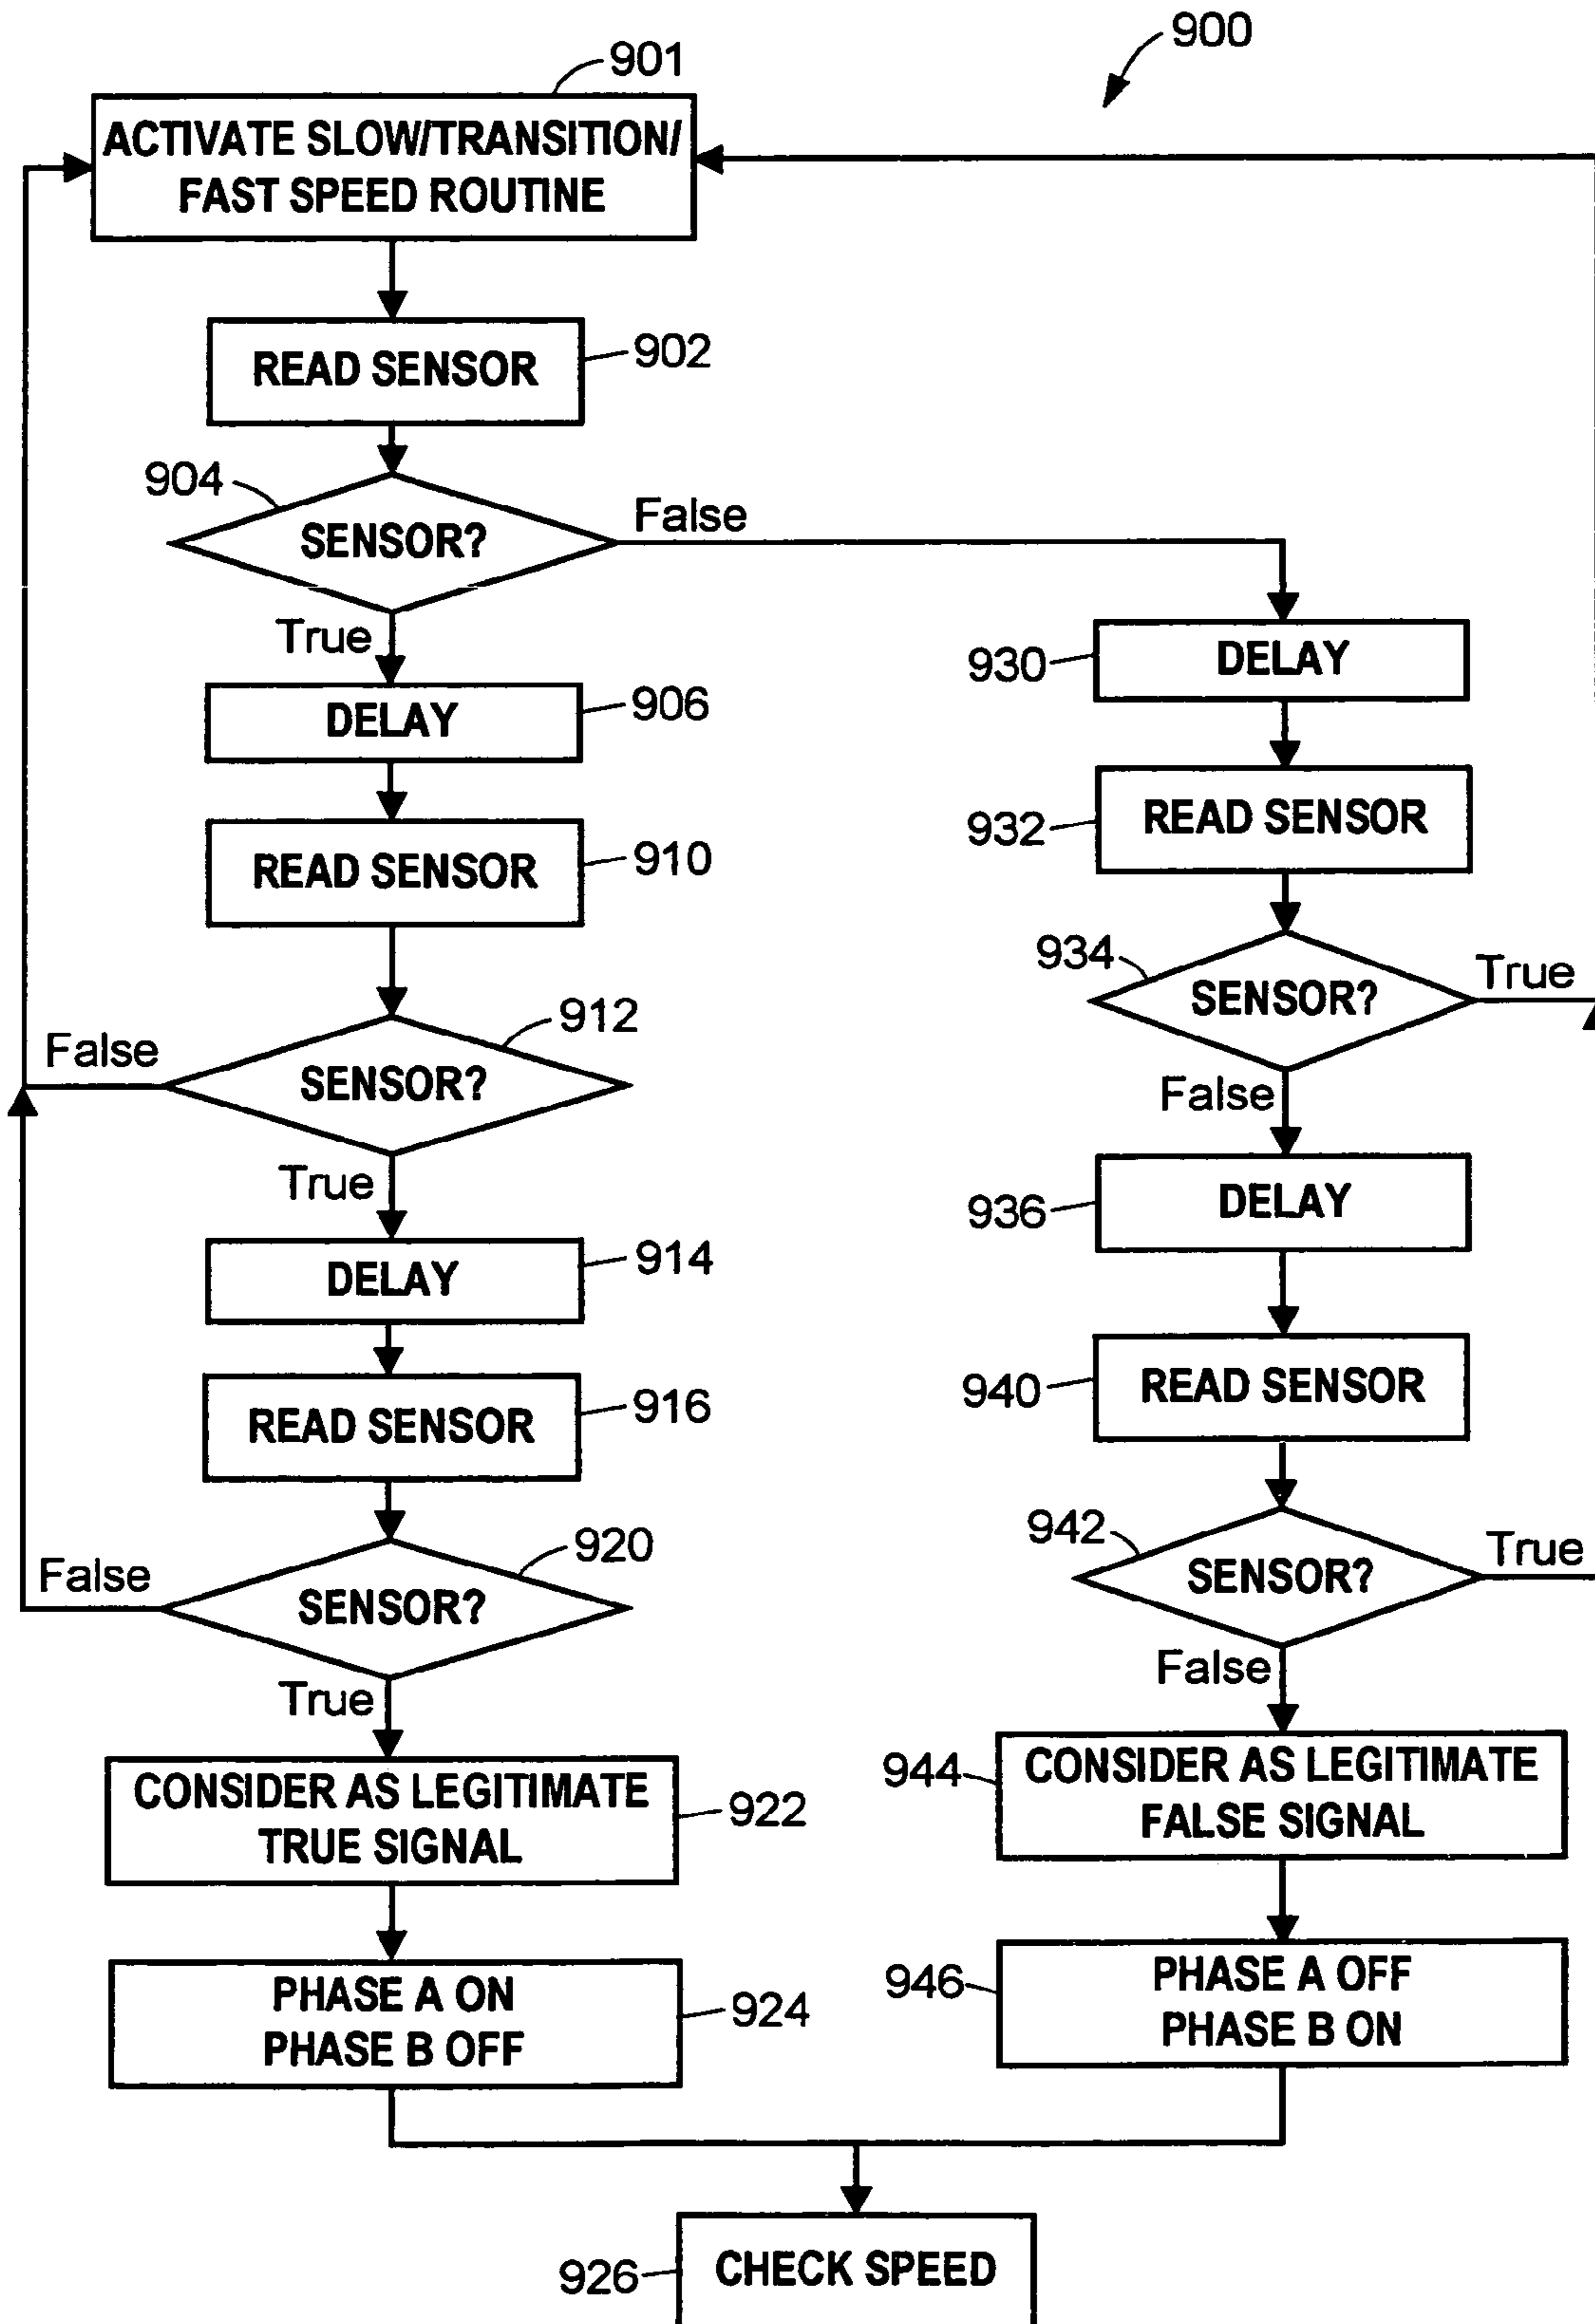 900
901
ACTIVATE SLOW/TRANSITION/
FAST SPEED ROUTINE
READ SENSOR
902
904
SENSOR?
False
True
DELAY
906
READ SENSOR
910
912
SENSOR?
False
True
DELAY
914
READ SENSOR
916
920
SENSOR?
False
True
CONSIDER AS LEGITIMATE
TRUE SIGNAL
922
PHASE A ON
PHASE B OFF
924
930
DELAY
932
READ SENSOR
934
SENSOR?
True
False
936
DELAY
940
READ SENSOR
942
SENSOR?
True
False
944
CONSIDER AS LEGITIMATE
FALSE SIGNAL
946
PHASE A OFF
PHASE B ON
926
CHECK SPEED